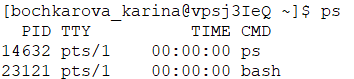 [bochkarova_karina@vpsj3IeQ ~]$ ps
  PID TTY          TIME CMD
14632 pts/1    00:00:00 ps
23121 pts/1    00:00:00 bash